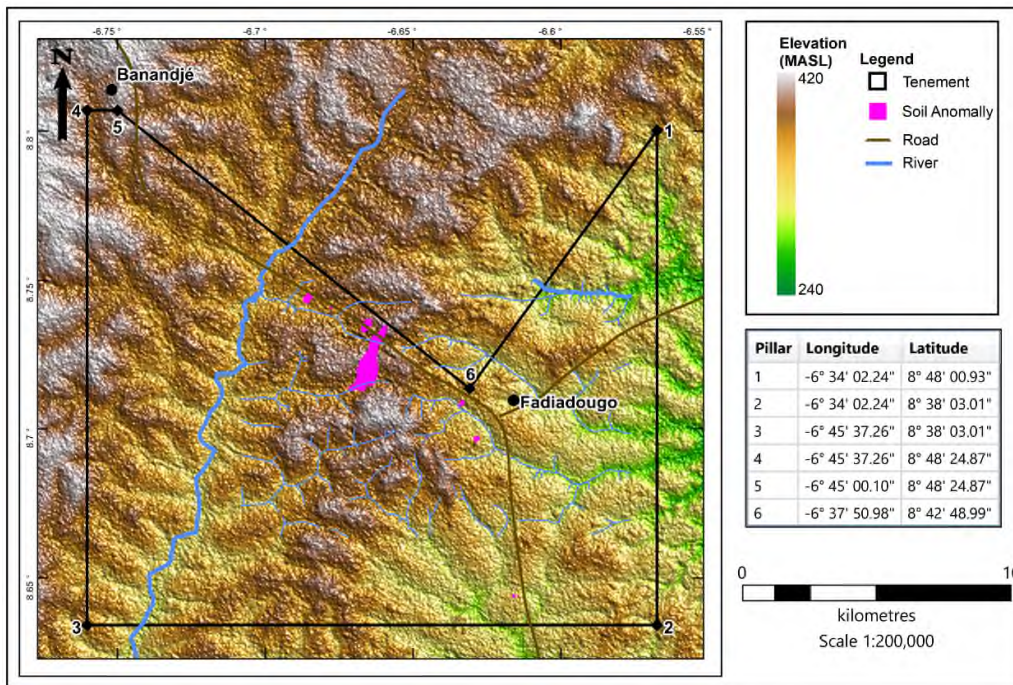 -6.75 °
-6.7 °
-6.65 °
-6.6 °
-6.55 °
N
Banandjé
4
5
1
8.8 °
8.75 °
6
Fadiadougo
8.7 °
8.65 °
3
2
Elevation
(MASL)
420
240
Legend
Tenement
Soil Anomally
Road
River
Pillar Longitude Latitude
1 -6° 34' 02.24" 8° 48' 00.93"
2 -6° 34' 02.24" 8° 38' 03.01"
3 -6° 45' 37.26" 8° 38' 03.01"
4 -6° 45' 37.26" 8° 48' 24.87"
5 -6° 45' 00.10" 8° 48' 24.87"
6 -6° 37' 50.98" 8° 42' 48.99"
0 10
kilometres
Scale 1:200,000